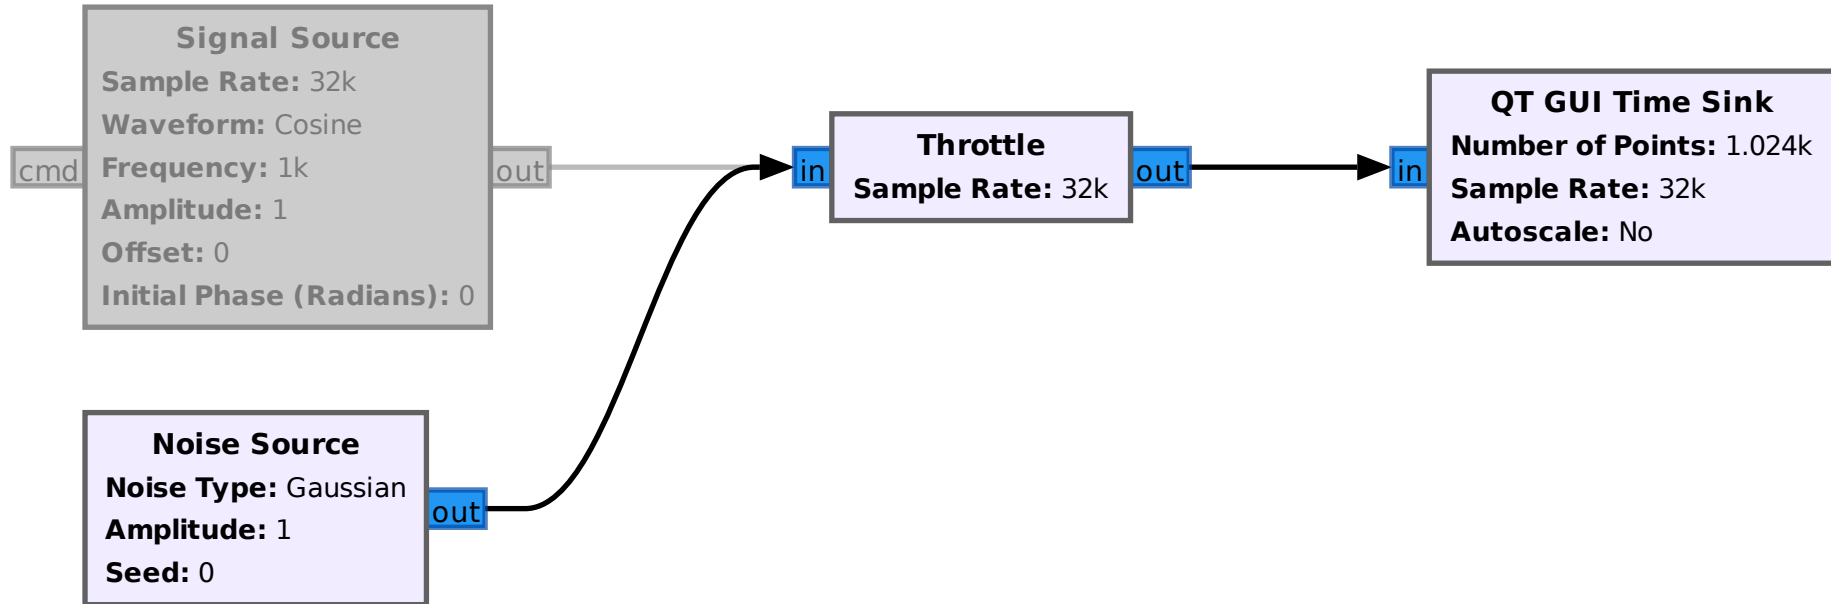 Signal Source
Sample Rate: 32k
Waveform: Cosine
Frequency: 1k
Amplitude: 1
Offset: 0
Initial Phase (Radians): 0
cmd
out
in
Throttle
Sample Rate: 32k
out
in
QT GUI Time Sink
Number of Points: 1.024k
Sample Rate: 32k
Autoscale: No
Noise Source
Noise Type: Gaussian
Amplitude: 1
Seed: 0
out